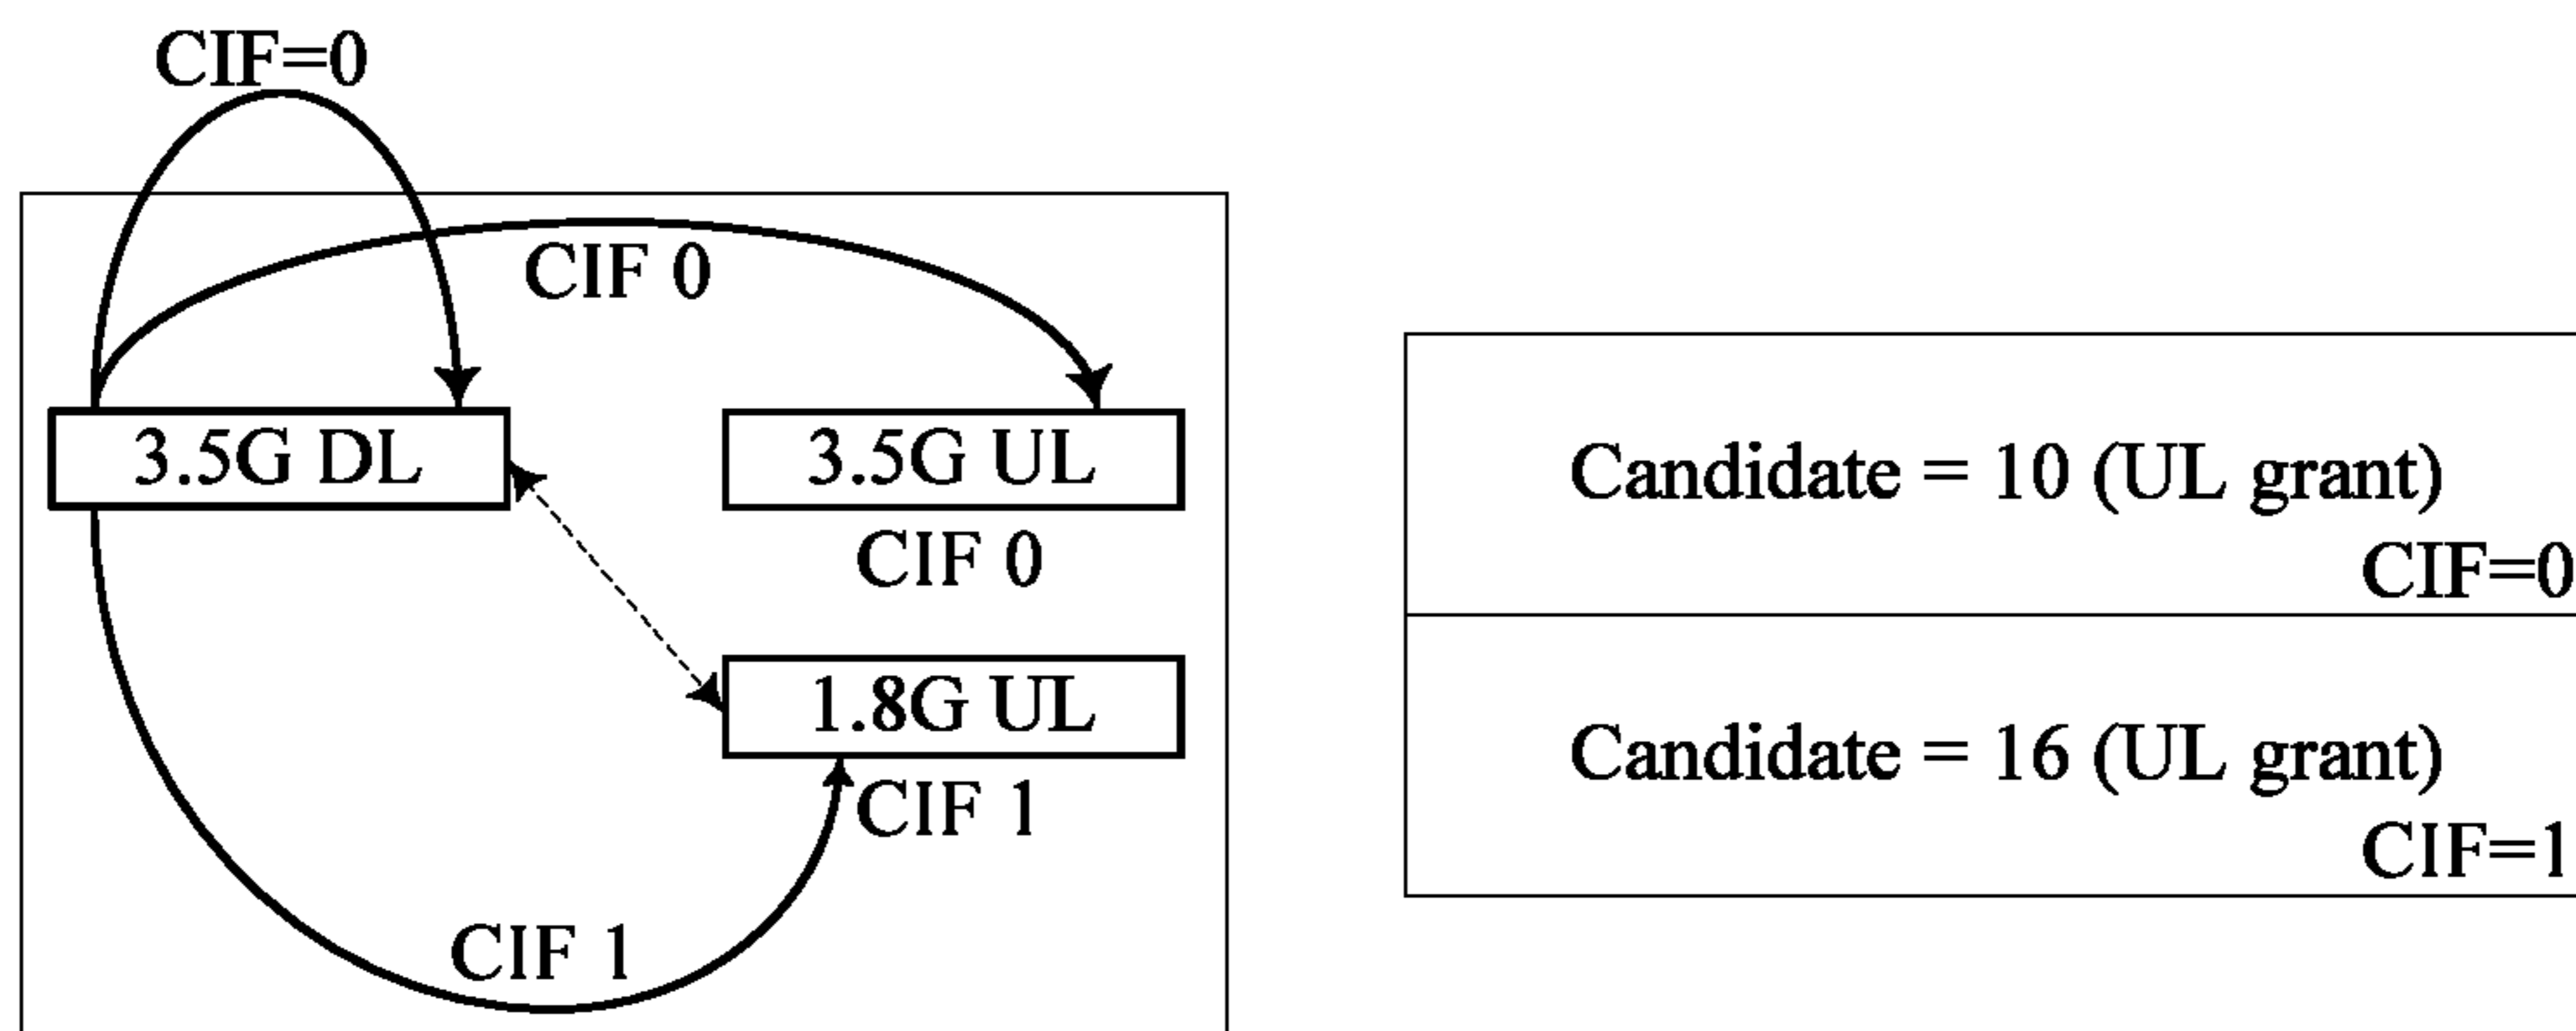 CIF=0
CIF 0
3.5G DL
3.5G UL
CIF 0
1.8G UL
CIF 1
CIF 1
Candidate = 10 (UL grant)
CIF=0
Candidate = 16 (UL grant)
CIF=1